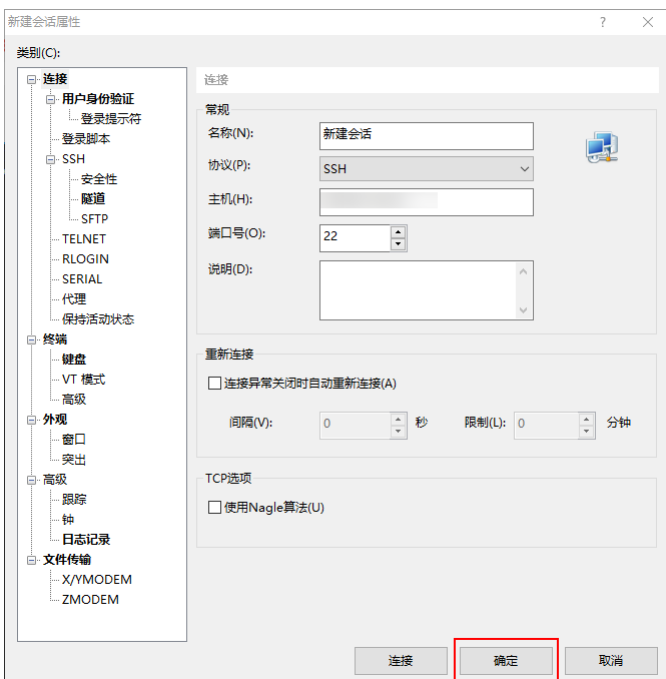 新建会话属性
类别(C):
连接
用户身份验证
登录提示符
登录脚本
SSH
安全性
隧道
SFTP
TELNET
RLOGIN
SERIAL
代理
保持活动状态
终端
键盘
VT 模式
高级
外观
窗口
突出
高级
跟踪
钟
日志记录
文件传输
X/YMODEM
ZMODEM
连接
常规
名称(N): 新建会话
协议(P): SSH
主机(H):
端口号(O): 22
说明(D):
重新连接
连接异常关闭时自动重新连接(A)
间隔(V): 0 秒 限制(L): 0 分钟
TCP选项
使用Nagle算法(U)
连接 确定 取消